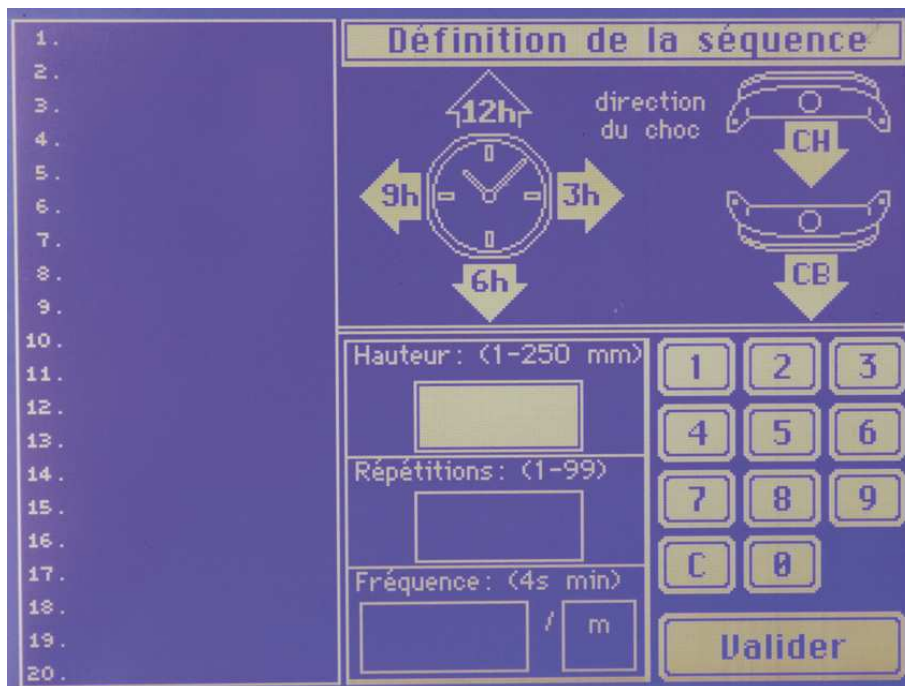 1.
2.
3.
4.
5.
6.
7.
8.
9.
10.
11.
12.
13.
14.
15.
16.
17.
18.
19.
20.
Définition de la séquence
12h
9h
3h
6h
direction
du choc
CH
CB
Hauteur: (1-250 mm)
Répétitions: (1-99)
Fréquence: (4s min)
/ m
1 2 3
4 5 6
7 8 9
C 0
Valider